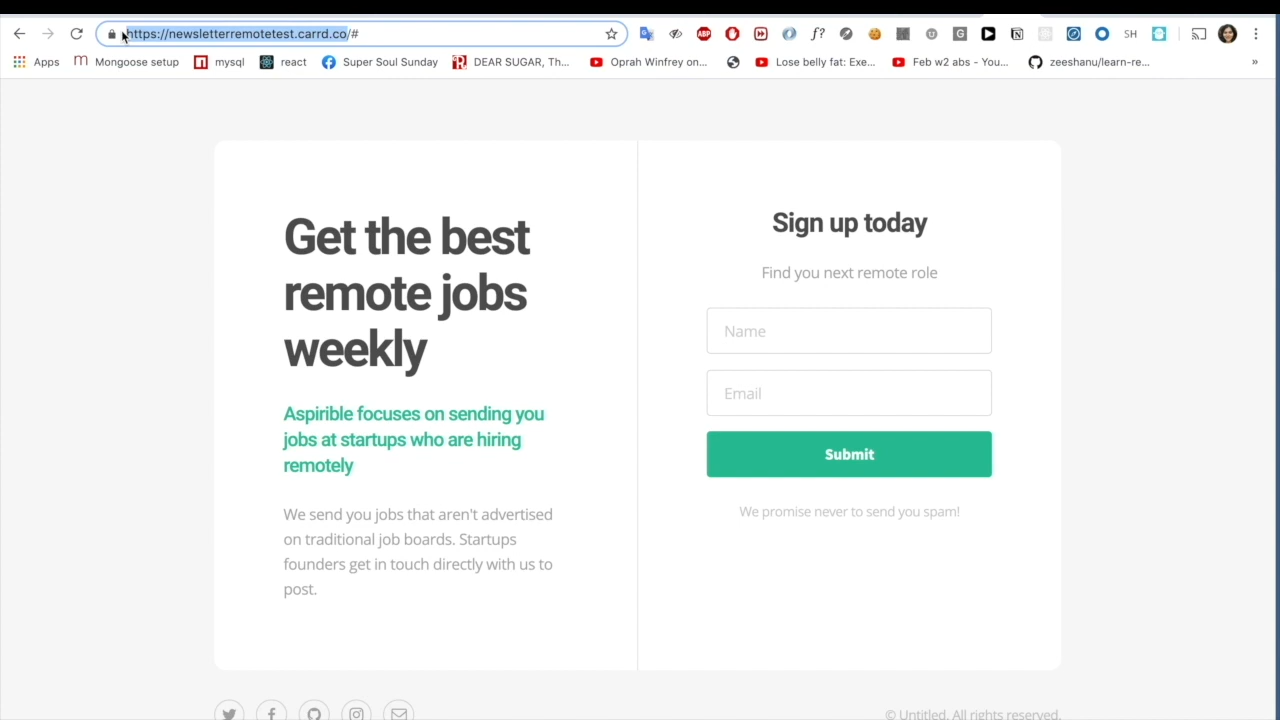 https://newsletterremotetest.carrd.co/#
ABP
f?
G
SH
Apps
Mongoose setup
mysql
react
Super Soul Sunday
DEAR SUGAR, Th...
Oprah Winfrey on...
Lose belly fat: Exe...
Feb w2 abs - You...
zeeshanu/learn-re...
»
Get the best
remote jobs
weekly
Aspirible focuses on sending you
jobs at startups who are hiring
remotely
We send you jobs that aren't advertised
on traditional job boards. Startups
founders get in touch directly with us to
post.
Sign up today
Find you next remote role
Name
Email
Submit
We promise never to send you spam!
© Untitled. All rights reserved.